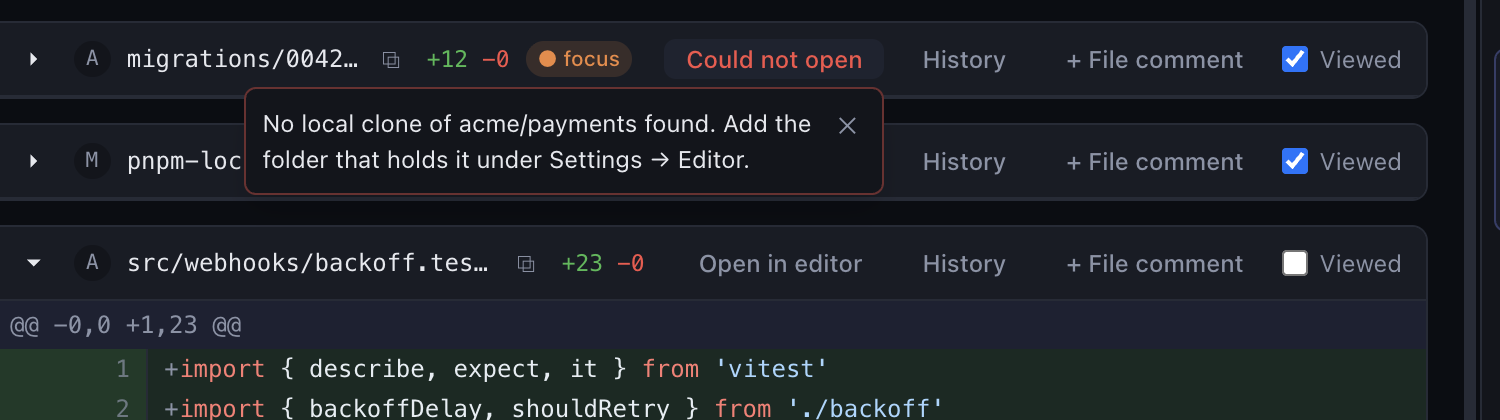 A migrations/0042… +12 −0 focus Could not open History + File comment Viewed
No local clone of acme/payments found. Add the
folder that holds it under Settings → Editor.
M pnpm-loc History + File comment Viewed
A src/webhooks/backoff.tes… +23 −0 Open in editor History + File comment Viewed
@@ −0,0 +1,23 @@
1 +import { describe, expect, it } from 'vitest'
2 +import { backoffDelay, shouldRetry } from './backoff'